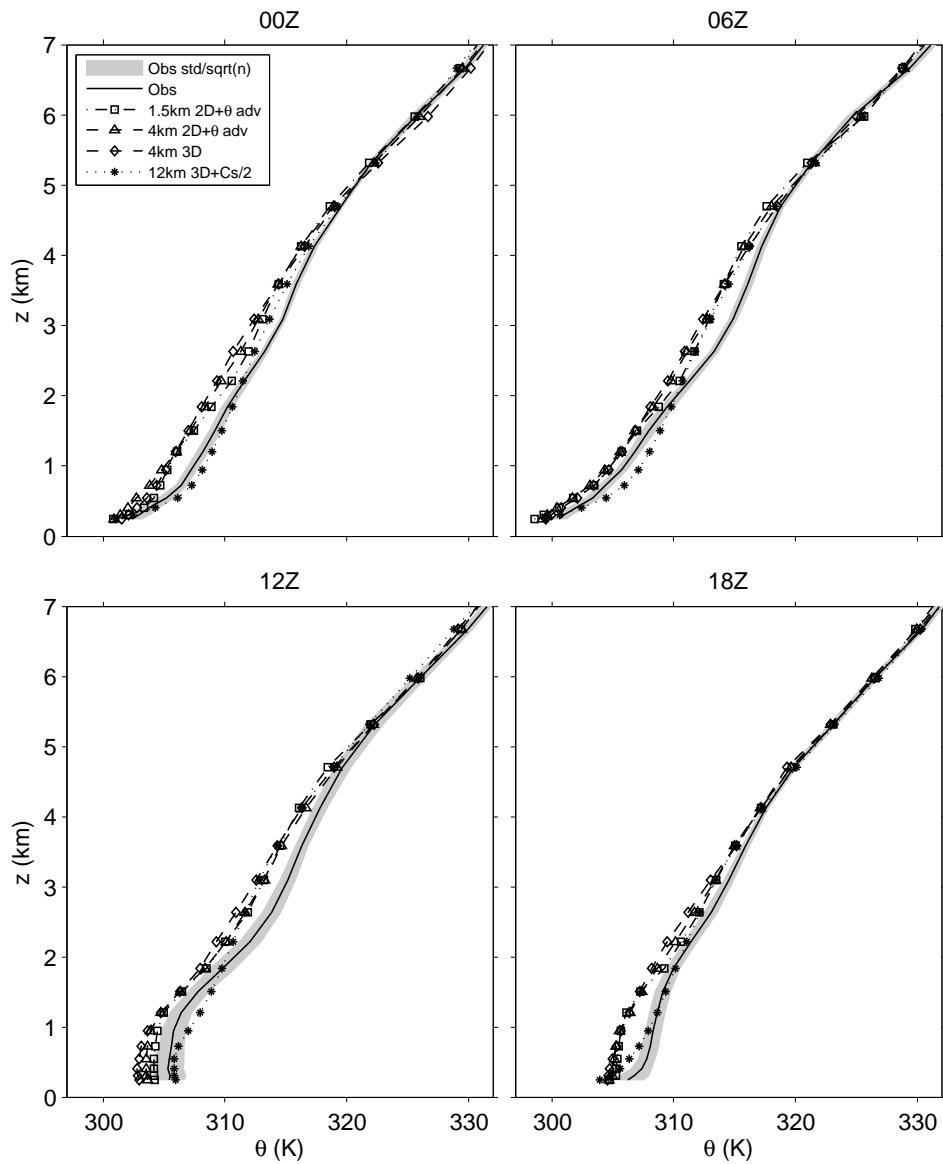 00Z
06Z
7
6
5
4
3
2
1
0
z (km)
Obs std/sqrt(n)
Obs
1.5km 2D+θ adv
4km 2D+θ adv
4km 3D
12km 3D+Cs/2
12Z
18Z
7
6
5
4
3
2
1
0
z (km)
300 310 320 330
θ (K)
300 310 320 330
θ (K)